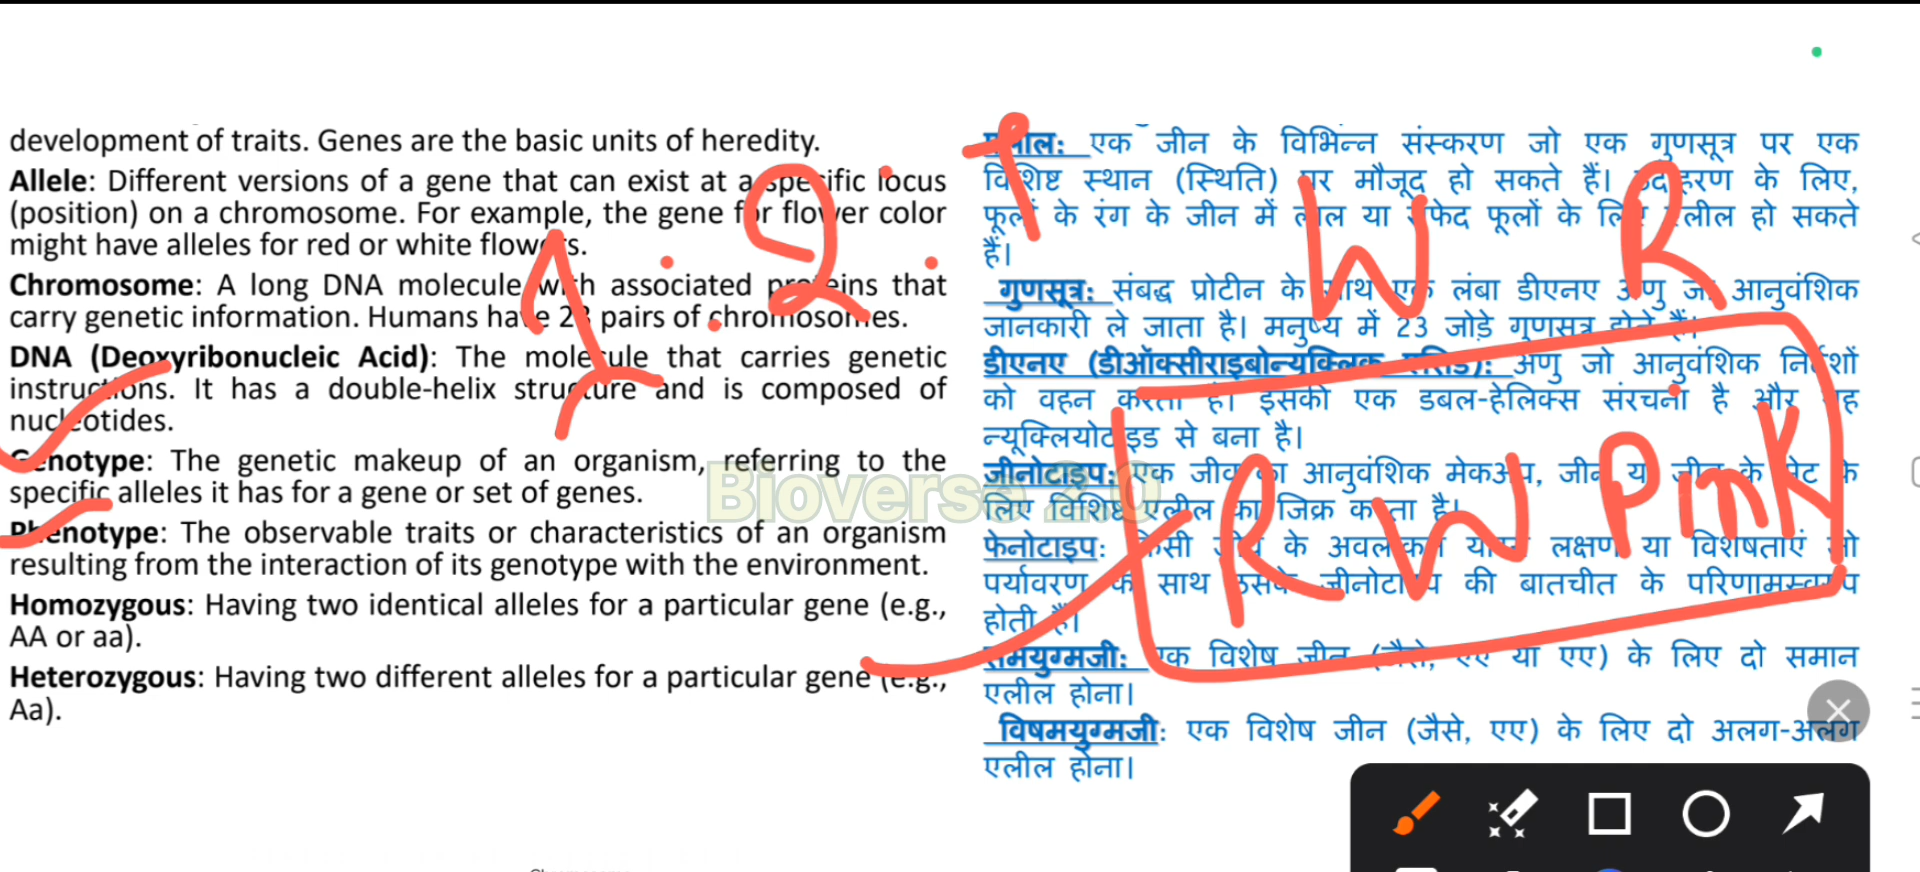 development of traits. Genes are the basic units of heredity.
Allele: Different versions of a gene that can exist at a specific locus
(position) on a chromosome. For example, the gene for flower color
might have alleles for red or white flowers.
Chromosome: A long DNA molecule with associated proteins that
carry genetic information. Humans have 23 pairs of chromosomes.
DNA (Deoxyribonucleic Acid): The molecule that carries genetic
instructions. It has a double-helix structure and is composed of
nucleotides.
Genotype: The genetic makeup of an organism, referring to the
specific alleles it has for a gene or set of genes.
Phenotype: The observable traits or characteristics of an organism
resulting from the interaction of its genotype with the environment.
Homozygous: Having two identical alleles for a particular gene (e.g.,
AA or aa).
Heterozygous: Having two different alleles for a particular gene (e.g.,
Aa).
एक जीन के विभिन्न संस्करण जो एक गुणसूत्र पर एक
विशिष्ट स्थान (स्थिति) पर मौजूद हो सकते हैं। उदाहरण के लिए,
फूलों के रंग के जीन में लाल या सफेद फूलों के लिए एलील हो सकते
हैं।
गुणसूत्र: संबद्ध प्रोटीन के साथ एक लंबा डीएनए अणु जो आनुवंशिक
जानकारी ले जाता है। मनुष्य में 23 जोड़े गुणसूत्र होते हैं।
डीएनए (डीऑक्सीराइबोन्यूक्लिक एसिड): अणु जो आनुवंशिक निर्देशों
को वहन करता है। इसकी एक डबल-हेलिक्स संरचना है और यह
न्यूक्लियोटाइड से बना है।
जीनोटाइप: एक जीव का आनुवंशिक मेकअप, जीन या जीन के सेट के
लिए विशिष्ट एलील का जिक्र करता है।
फेनोटाइप: किसी जीव के अवलोकन योग्य लक्षण या विशेषताएं जो
पर्यावरण के साथ उसके जीनोटाइप की बातचीत के परिणामस्वरूप
होती हैं।
समयुग्मजी: एक विशेष जीन (जैसे, एए या एए) के लिए दो समान
एलील होना।
विषमयुग्मजी: एक विशेष जीन (जैसे, एए) के लिए दो अलग-अलग
एलील होना।
W R
RW Pink
Bioverse 2.0